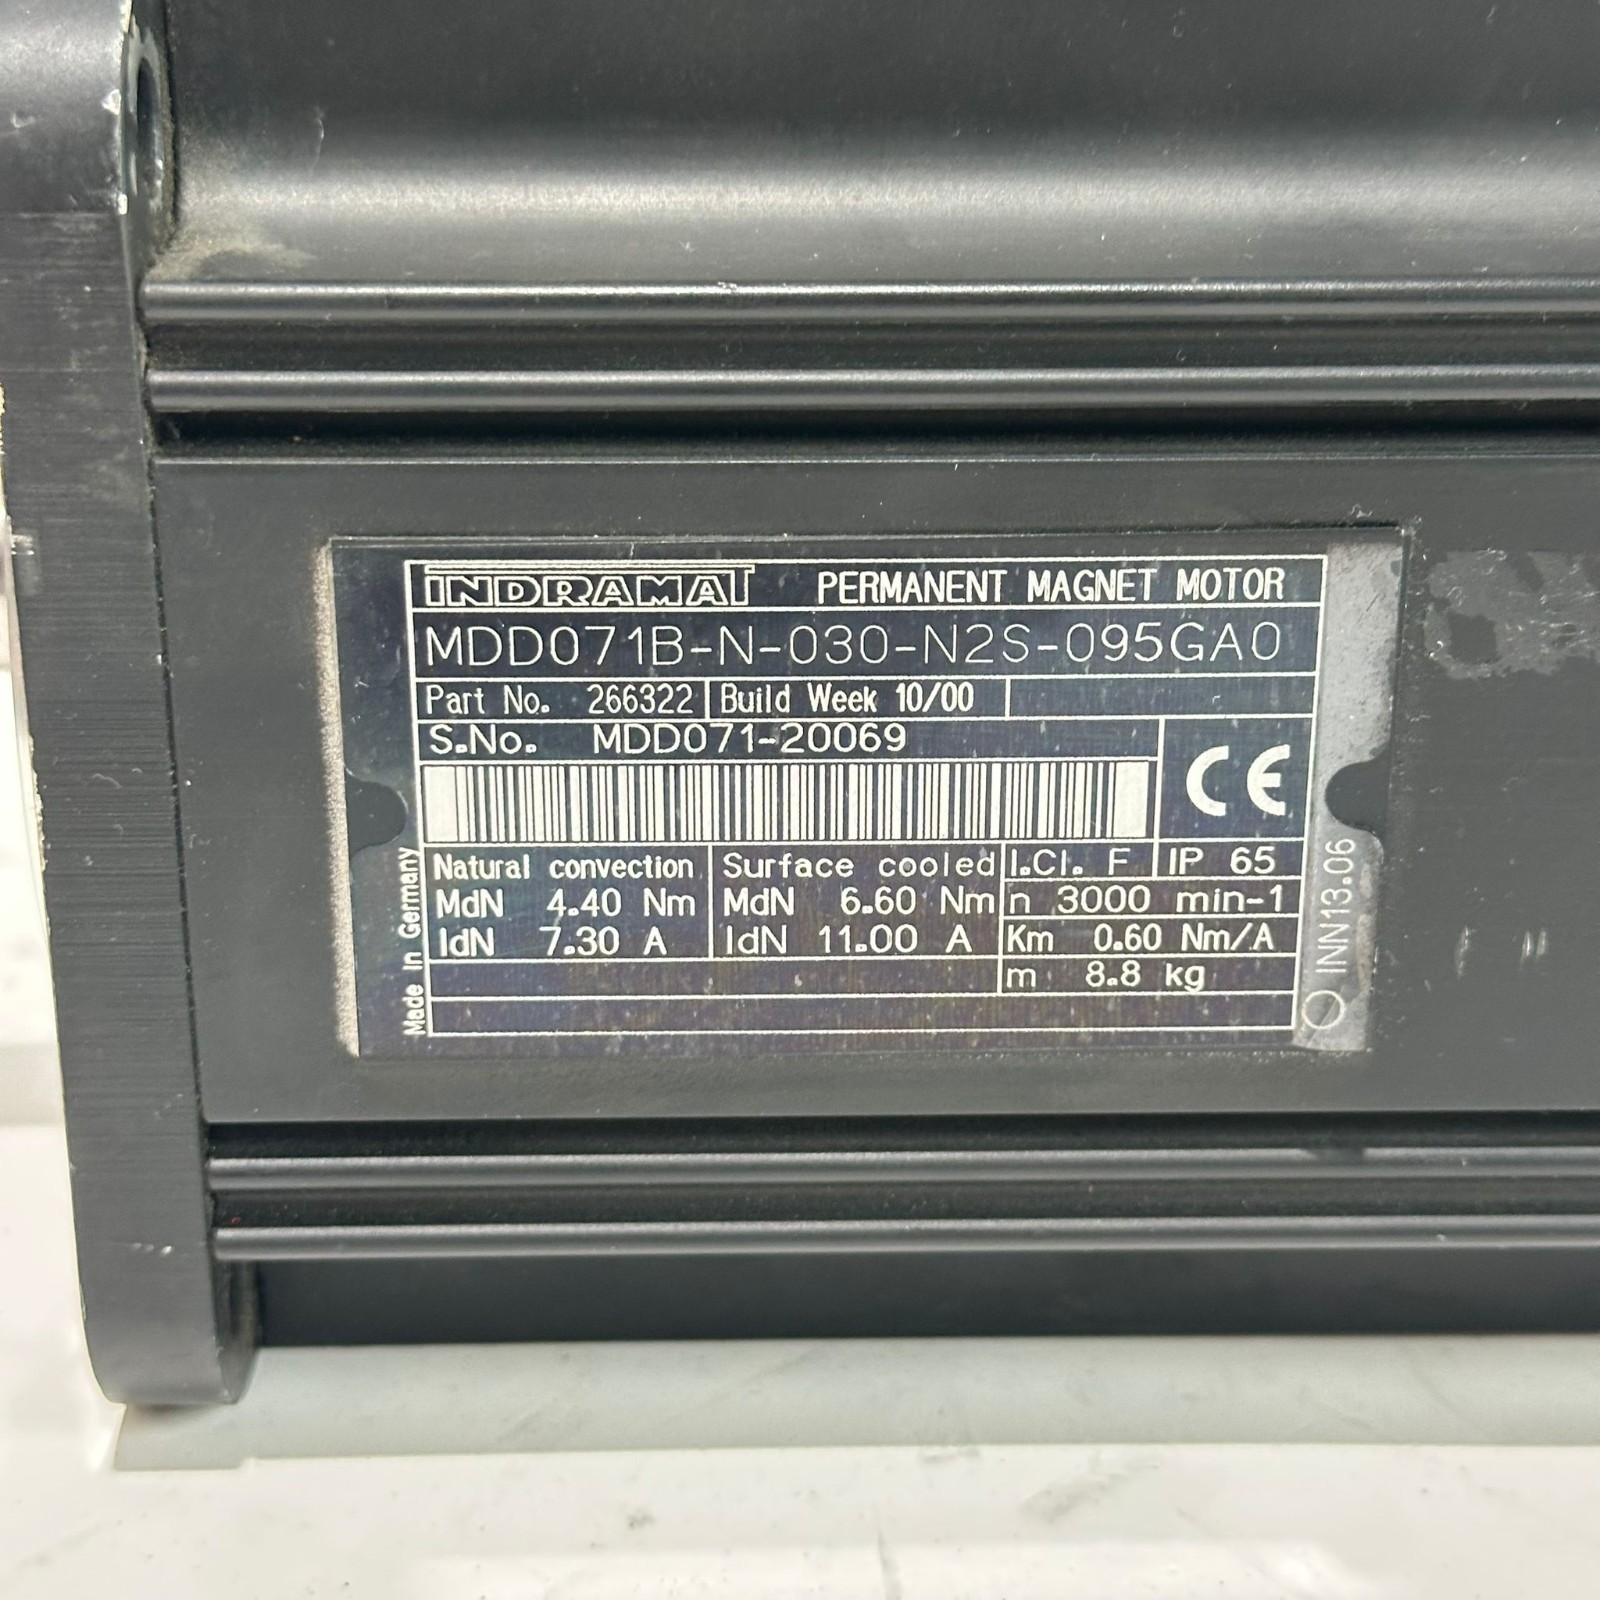 INDRAMAT PERMANENT MAGNET MOTOR
MDD071B-N-030-N2S-095GA0
Part No. 266322 Build Week 10/00
S.No. MDD071-20069
CE
Natural convection Surface cooled I.Cl. F IP 65
MdN 4.40 Nm MdN 6.60 Nm n 3000 min-1
IdN 7.30 A IdN 11.00 A Km 0.60 Nm/A
m 8.8 kg
Made in Germany
INN13.06